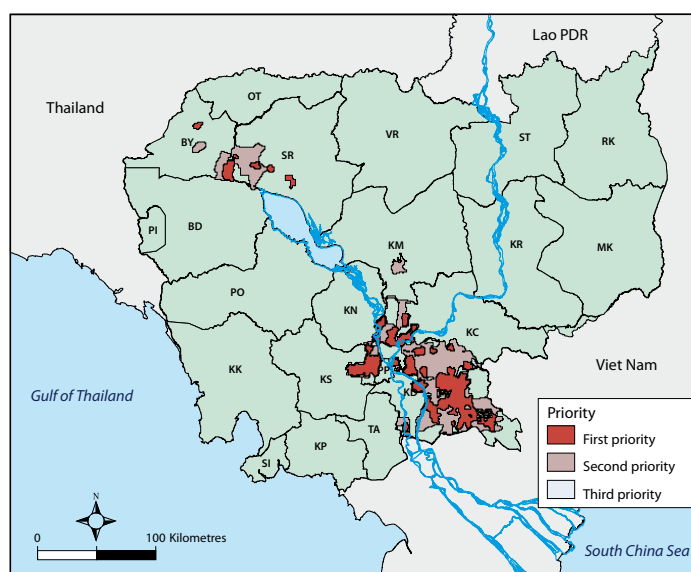 Lao PDR
Thailand
OT
VR
ST
RK
BY
SR
PI
BD
KM
KR
MK
PO
KN
KC
KK
KS
PP
KD
Viet Nam
Gulf of Thailand
TA
KP
SI
Priority
First priority
Second priority
Third priority
N
0 100 Kilometres
South China Sea